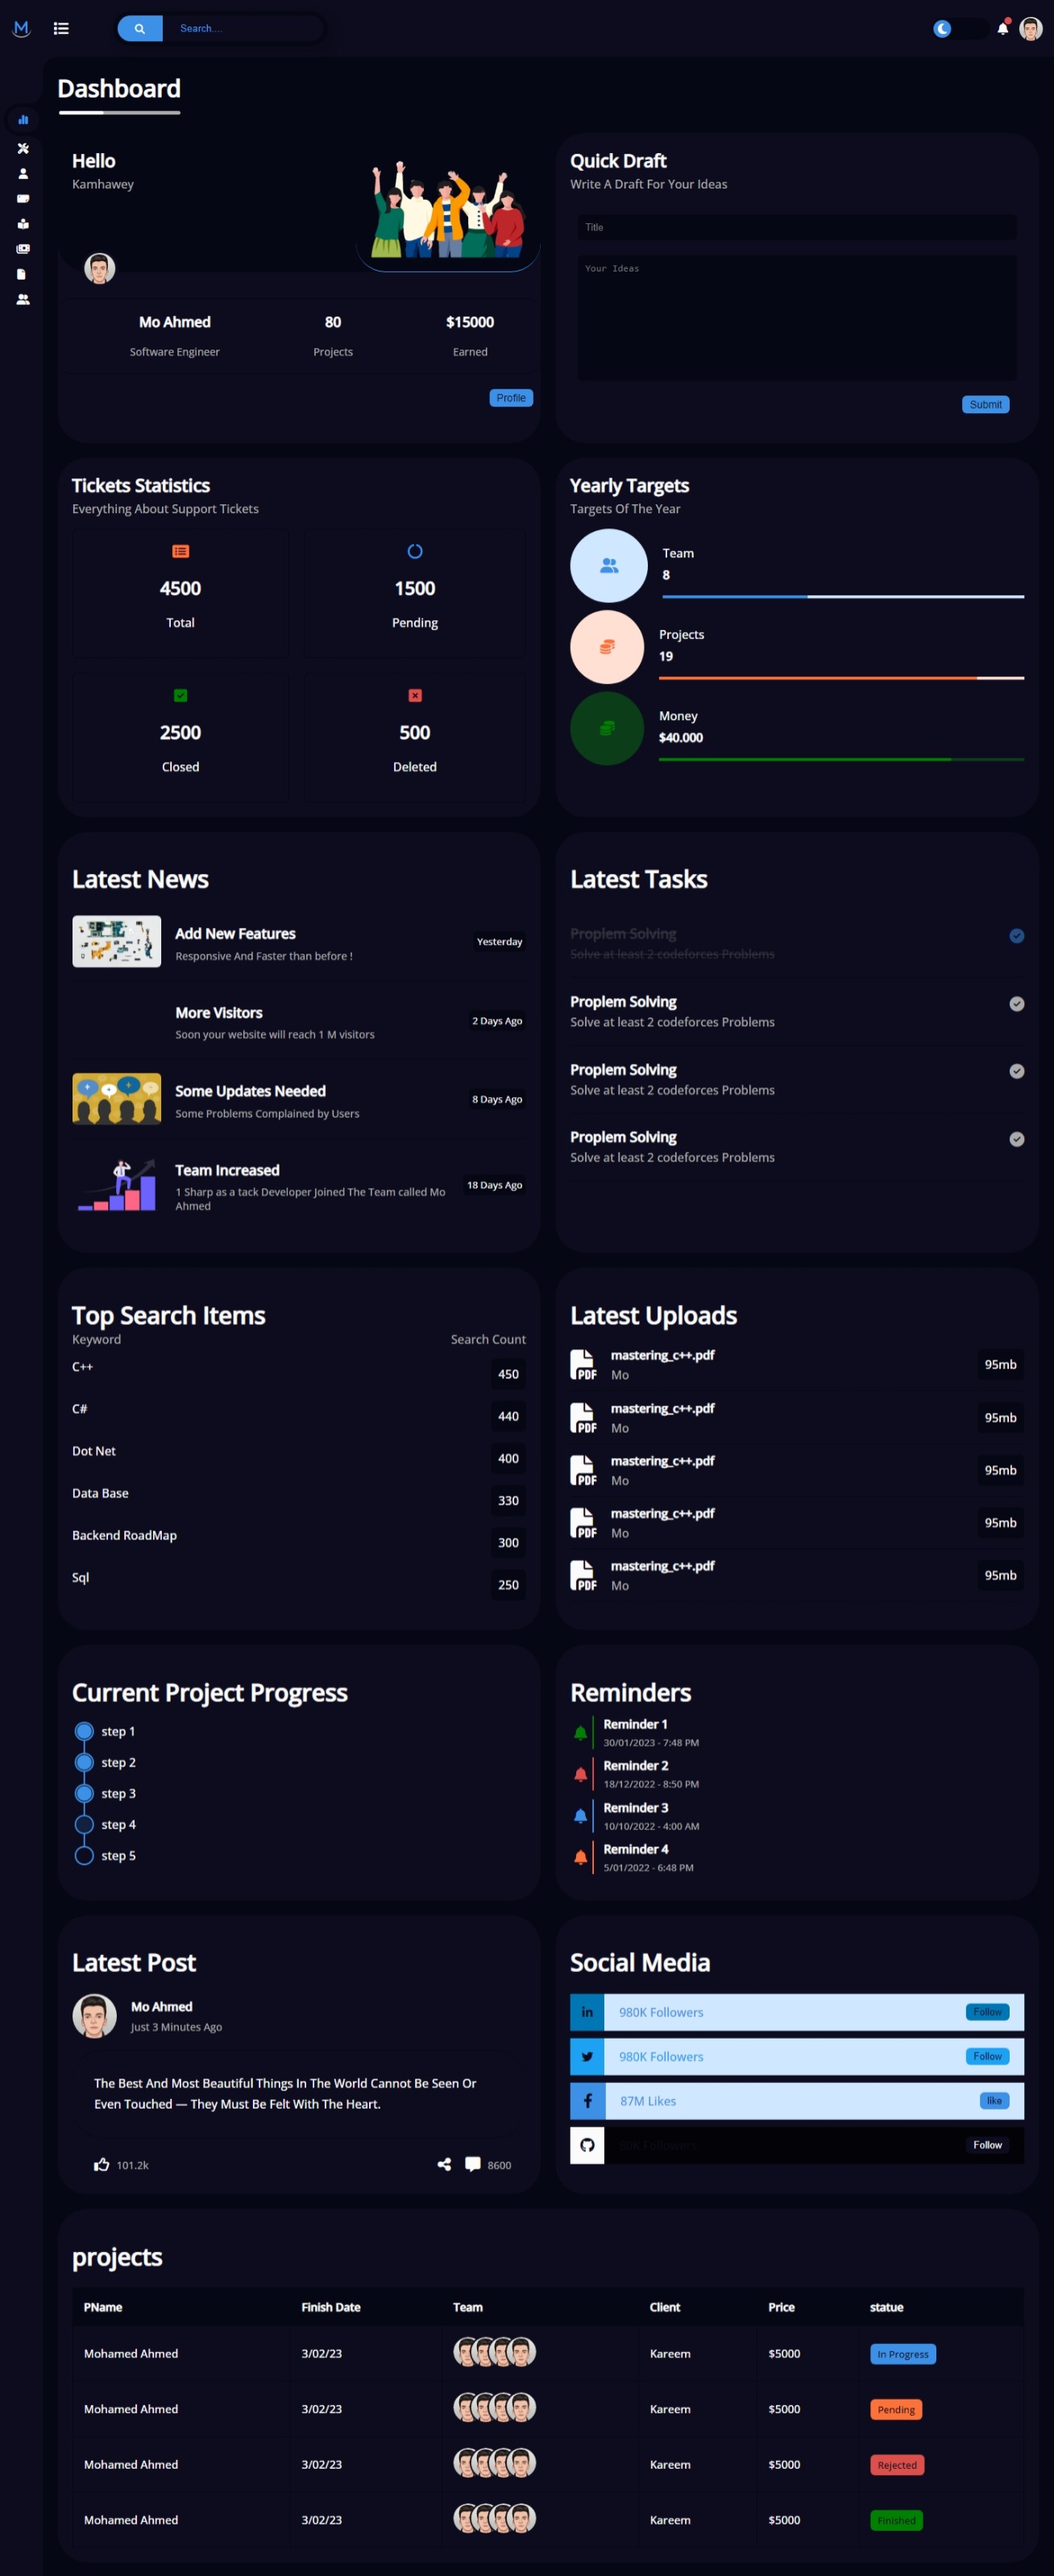 M
Search....
Dashboard
Hello
Kamhawey
Mo Ahmed
Software Engineer
80
Projects
$15000
Earned
Profile
Quick Draft
Write A Draft For Your Ideas
Title
Your Ideas
Submit
Tickets Statistics
Everything About Support Tickets
4500
Total
1500
Pending
2500
Closed
500
Deleted
Yearly Targets
Targets Of The Year
Team
8
Projects
19
Money
$40.000
Latest News
Add New Features
Responsive And Faster than before !
Yesterday
More Visitors
Soon your website will reach 1 M visitors
2 Days Ago
Some Updates Needed
Some Problems Complained by Users
8 Days Ago
Team Increased
1 Sharp as a tack Developer Joined The Team called Mo
Ahmed
18 Days Ago
Latest Tasks
Proplem Solving
Solve at least 2 codeforces Problems
Proplem Solving
Solve at least 2 codeforces Problems
Proplem Solving
Solve at least 2 codeforces Problems
Proplem Solving
Solve at least 2 codeforces Problems
Top Search Items
Keyword Search Count
C++ 450
C# 440
Dot Net 400
Data Base 330
Backend RoadMap 300
Sql 250
Latest Uploads
PDF
mastering_c++.pdf
Mo
95mb
PDF
mastering_c++.pdf
Mo
95mb
PDF
mastering_c++.pdf
Mo
95mb
PDF
mastering_c++.pdf
Mo
95mb
PDF
mastering_c++.pdf
Mo
95mb
Current Project Progress
step 1
step 2
step 3
step 4
step 5
Reminders
Reminder 1
30/01/2023 - 7:48 PM
Reminder 2
18/12/2022 - 8:50 PM
Reminder 3
10/10/2022 - 4:00 AM
Reminder 4
5/01/2022 - 6:48 PM
Latest Post
Mo Ahmed
Just 3 Minutes Ago
The Best And Most Beautiful Things In The World Cannot Be Seen Or
Even Touched — They Must Be Felt With The Heart.
101.2k
8600
Social Media
in 980K Followers Follow
980K Followers Follow
87M Likes like
80K Followers Follow
projects
PName Finish Date Team Client Price statue
Mohamed Ahmed 3/02/23 Kareem $5000 In Progress
Mohamed Ahmed 3/02/23 Kareem $5000 Pending
Mohamed Ahmed 3/02/23 Kareem $5000 Rejected
Mohamed Ahmed 3/02/23 Kareem $5000 Finished